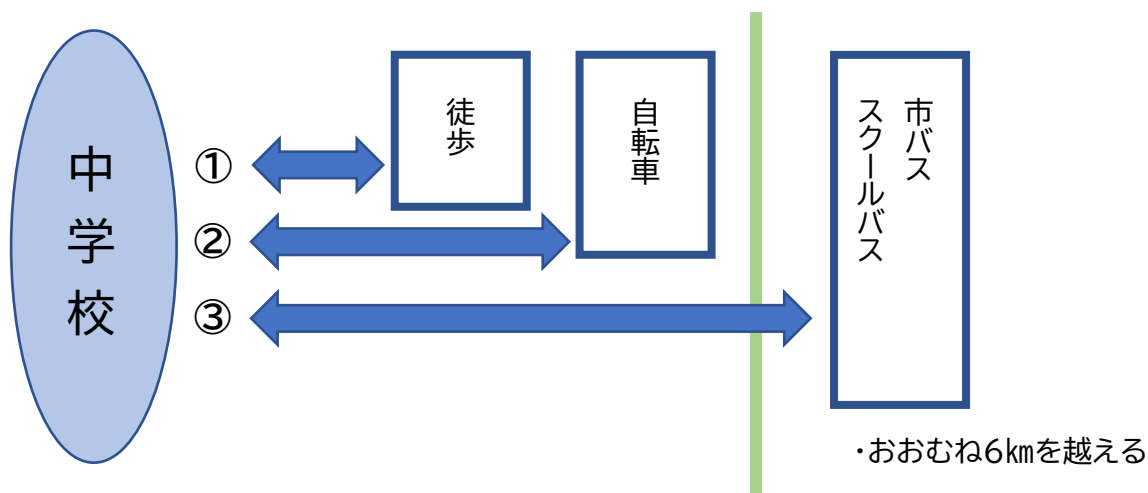 中学校
①
徒歩
②
自転車
③
市バス
スクールバス
・おおむね6㎞を越える